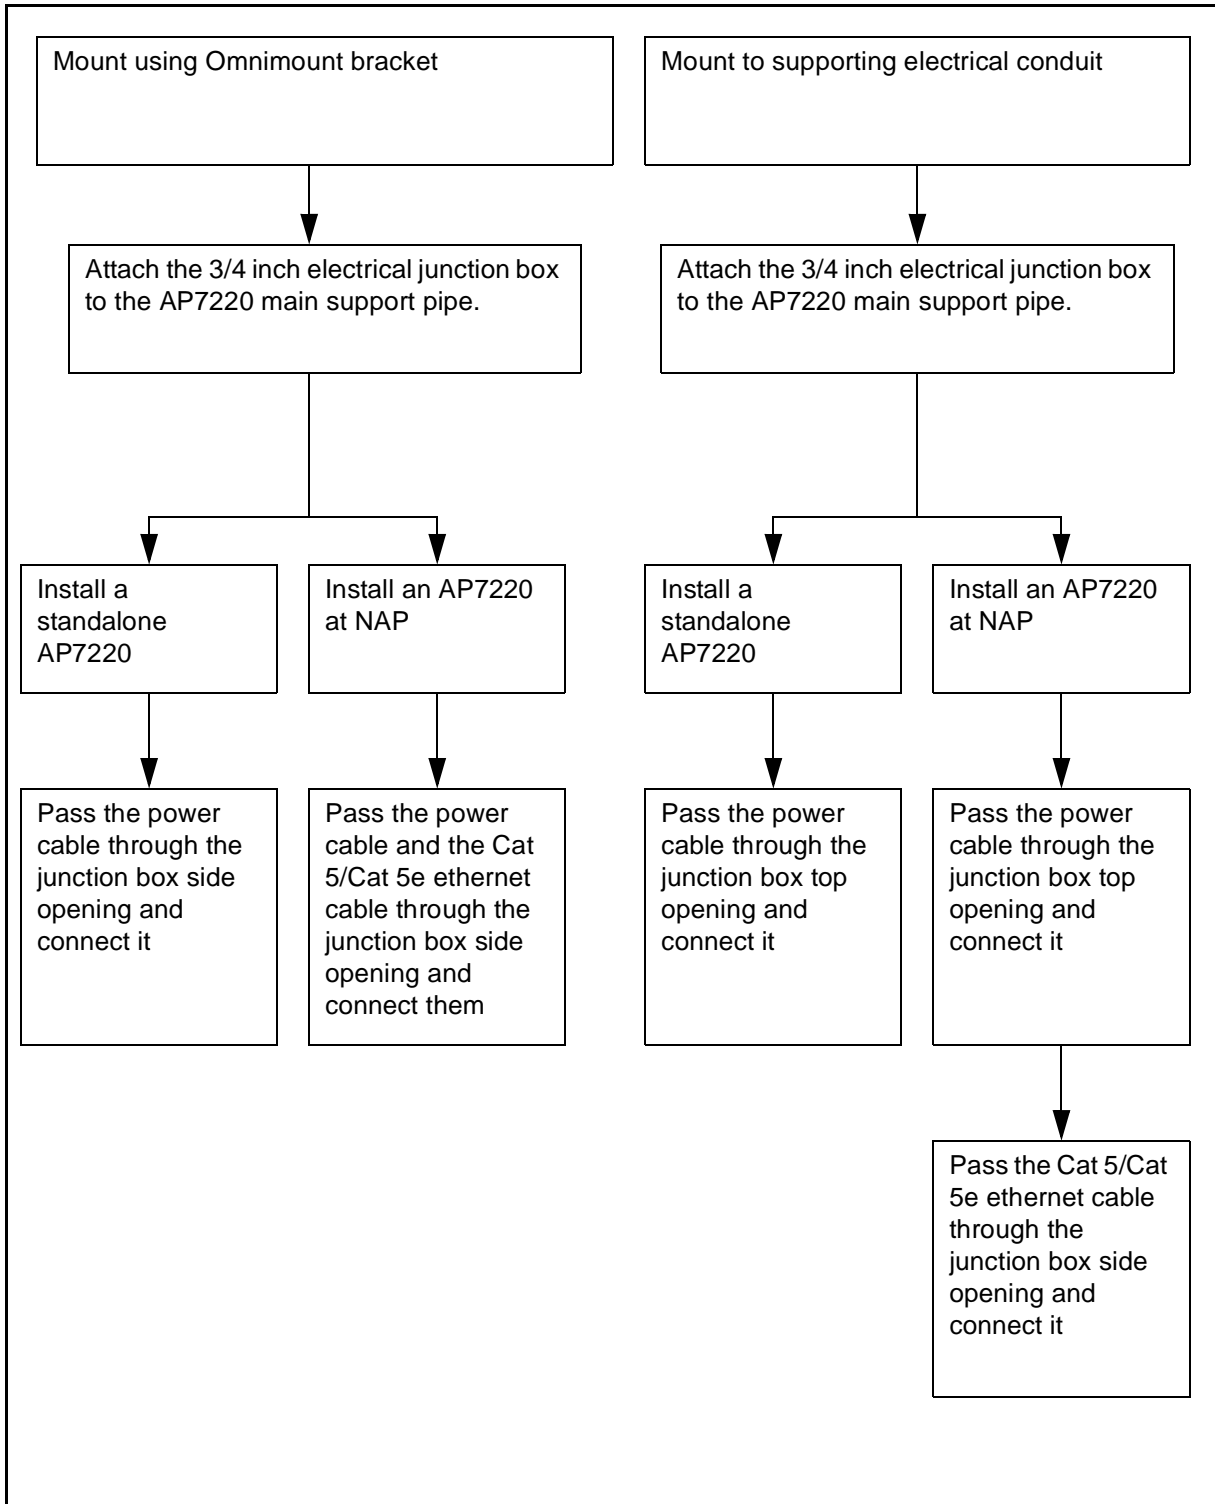 Mount using Omnimount bracket
Mount to supporting electrical conduit
Attach the 3/4 inch electrical junction box
to the AP7220 main support pipe.
Attach the 3/4 inch electrical junction box
to the AP7220 main support pipe.
Install a
standalone
AP7220
Install an AP7220
at NAP
Install a
standalone
AP7220
Install an AP7220
at NAP
Pass the power
cable through the
junction box side
opening and
connect it
Pass the power
cable and the Cat
5/Cat 5e ethernet
cable through the
junction box side
opening and
connect them
Pass the power
cable through the
junction box top
opening and
connect it
Pass the power
cable through the
junction box top
opening and
connect it
Pass the Cat 5/Cat
5e ethernet cable
through the
junction box side
opening and
connect it